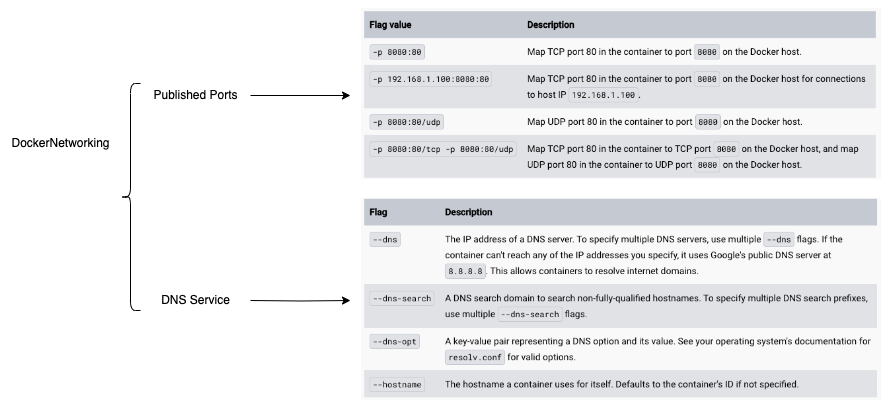 DockerNetworking
Published Ports
Flag value Description
-p 8080:80 Map TCP port 80 in the container to port 8080 on the Docker host.
-p 192.168.1.100:8080:80 Map TCP port 80 in the container to port 8080 on the Docker host for connections
to host IP 192.168.1.100 .
-p 8080:80/udp Map UDP port 80 in the container to port 8080 on the Docker host.
-p 8080:80/tcp -p 8080:80/udp Map TCP port 80 in the container to TCP port 8080 on the Docker host, and map
UDP port 80 in the container to UDP port 8080 on the Docker host.
DNS Service
Flag Description
--dns The IP address of a DNS server. To specify multiple DNS servers, use multiple --dns flags. If the
container can't reach any of the IP addresses you specify, it uses Google's public DNS server at
8.8.8.8. This allows containers to resolve internet domains.
--dns-search A DNS search domain to search non-fully-qualified hostnames. To specify multiple DNS search prefixes,
use multiple --dns-search flags.
--dns-opt A key-value pair representing a DNS option and its value. See your operating system's documentation for
resolv.conf for valid options.
--hostname The hostname a container uses for itself. Defaults to the container's ID if not specified.